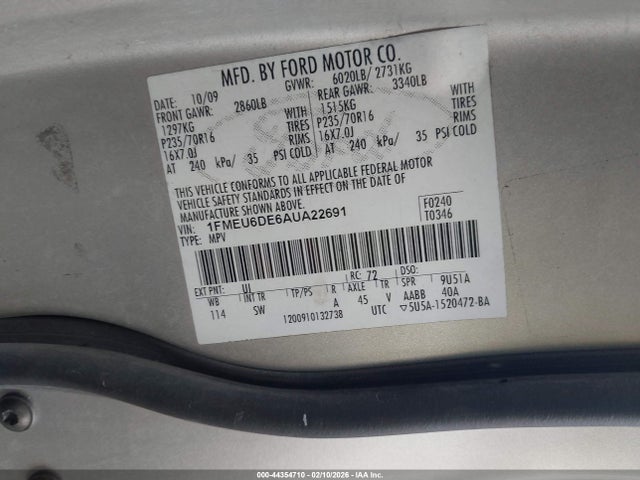 MFD. BY FORD MOTOR CO.
DATE: 10/09 GVWR: 6020LB/ 2731KG
FRONT GAWR: 2860LB REAR GAWR: 3340LB
1297KG WITH 1515KG WITH
P235/70R16 TIRES P235/70R16 TIRES
16X7.0J RIMS 16X7.0J RIMS
AT 240 kPa/ 35 PSI COLD AT 240 kPa/ 35 PSI COLD
THIS VEHICLE CONFORMS TO ALL APPLICABLE FEDERAL MOTOR
VEHICLE SAFETY STANDARDS IN EFFECT ON THE DATE OF
MANUFACTURE SHOWN ABOVE.
VIN: 1FMEU6DE6AUA22691 F0240
TYPE: MPV T0346
EXT PNT: UI RC: 72 DSO:
WB INT TR TP/PS R AXLE TR SPR 9U51A
114 SW A 45 V AABB 40A
1200910132738 UTC ▽5U5A-1520472-BA
000-44354710 - 02/10/2026 - IAAI.COM